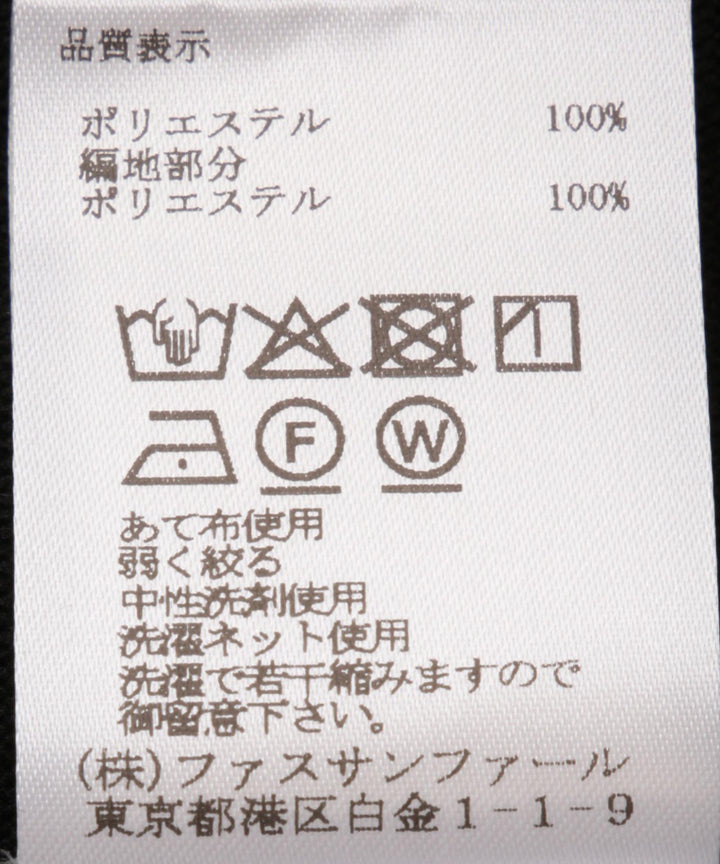 品質表示
ポリエステル 100%
編地部分
ポリエステル 100%
F W
あて布使用
弱く絞る
中性洗剤使用
洗濯ネット使用
洗濯で若干縮みますので
御留意下さい。
(株)ファスサンファール
東京都港区白金1-1-9